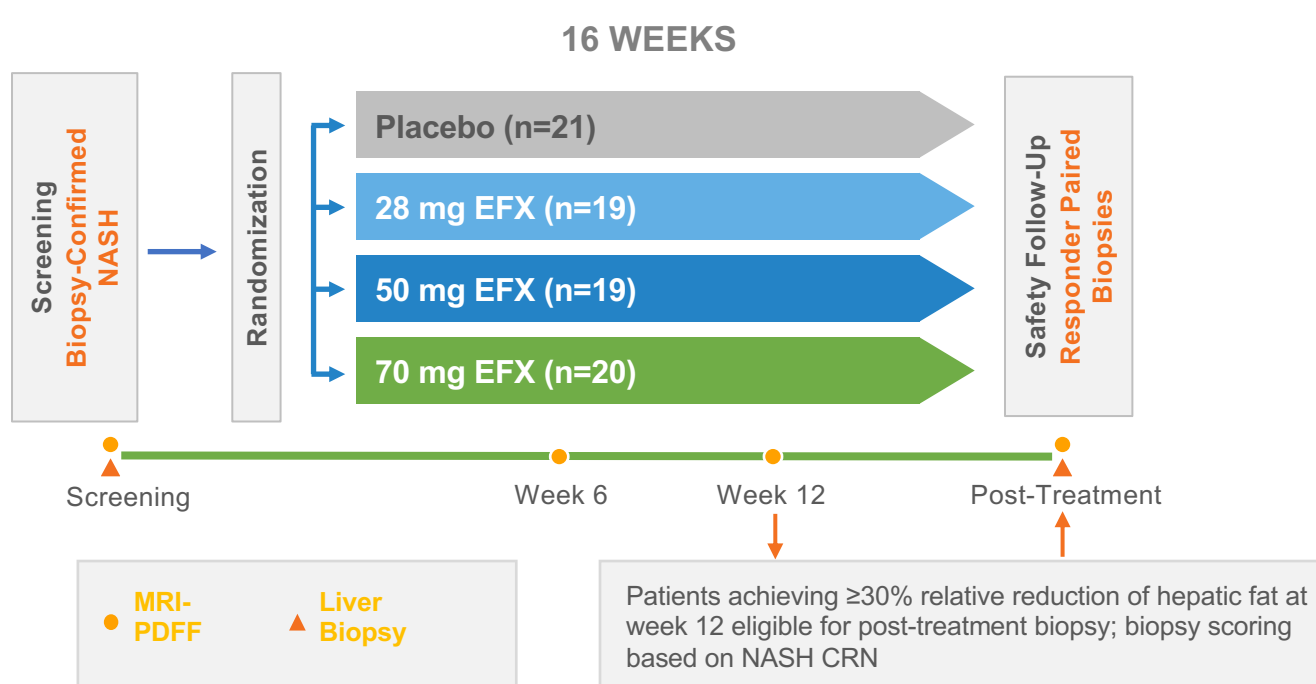 16 WEEKS
Screening
Biopsy-Confirmed
NASH
Randomization
Placebo (n=21)
28 mg EFX (n=19)
50 mg EFX (n=19)
70 mg EFX (n=20)
Safety Follow-Up
Responder Paired
Biopsies
Screening
Week 6
Week 12
Post-Treatment
MRI-
PDFF
Liver
Biopsy
Patients achieving ≥30% relative reduction of hepatic fat at
week 12 eligible for post-treatment biopsy; biopsy scoring
based on NASH CRN